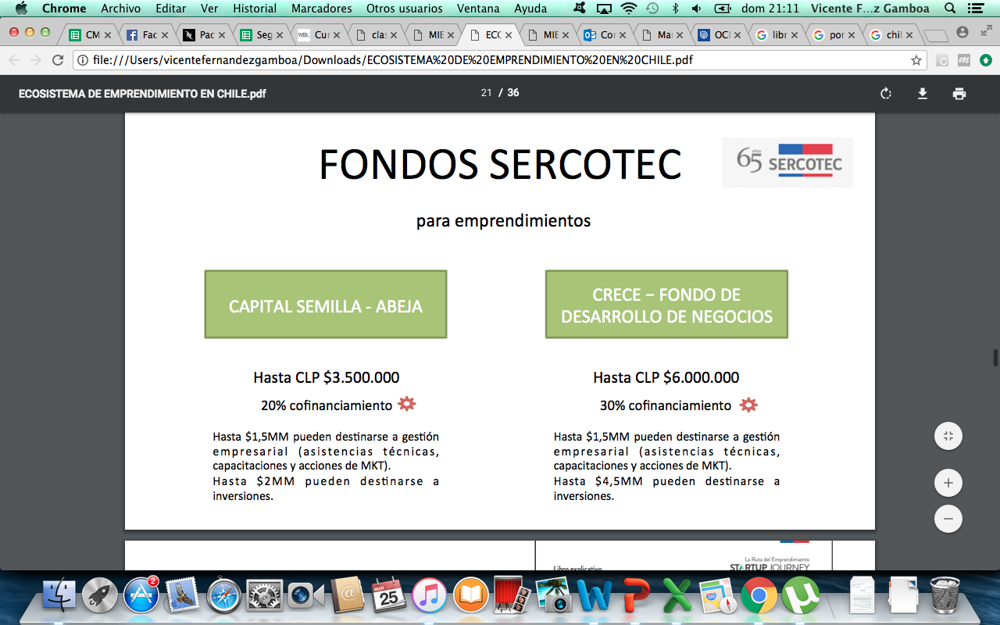 Chrome Archivo Editar Ver Historial Marcadores Otros usuarios Ventana Ayuda dom 21:11 Vicente F...z Gamboa
CM Fac Pac Seg Cur clas MIE ECO MIE Cor Mar OCI libr por chil
file:///Users/vicentefernandezgamboa/Downloads/ECOSISTEMA%20DE%20EMPRENDIMIENTO%20EN%20CHILE.pdf
ECOSISTEMA DE EMPRENDIMIENTO EN CHILE.pdf 21 / 36
FONDOS SERCOTEC
65 años SERCOTEC
para emprendimientos
CAPITAL SEMILLA - ABEJA
Hasta CLP $3.500.000
20% cofinanciamiento
Hasta $1,5MM pueden destinarse a gestión
empresarial (asistencias técnicas,
capacitaciones y acciones de MKT).
Hasta $2MM pueden destinarse a
inversiones.
CRECE – FONDO DE
DESARROLLO DE NEGOCIOS
Hasta CLP $6.000.000
30% cofinanciamiento
Hasta $1,5MM pueden destinarse a gestión
empresarial (asistencias técnicas,
capacitaciones y acciones de MKT).
Hasta $4,5MM pueden destinarse a
inversiones.
Libro explicativo
La Ruta del Emprendimiento
STARTUP JOURNEY
2
MAR
25